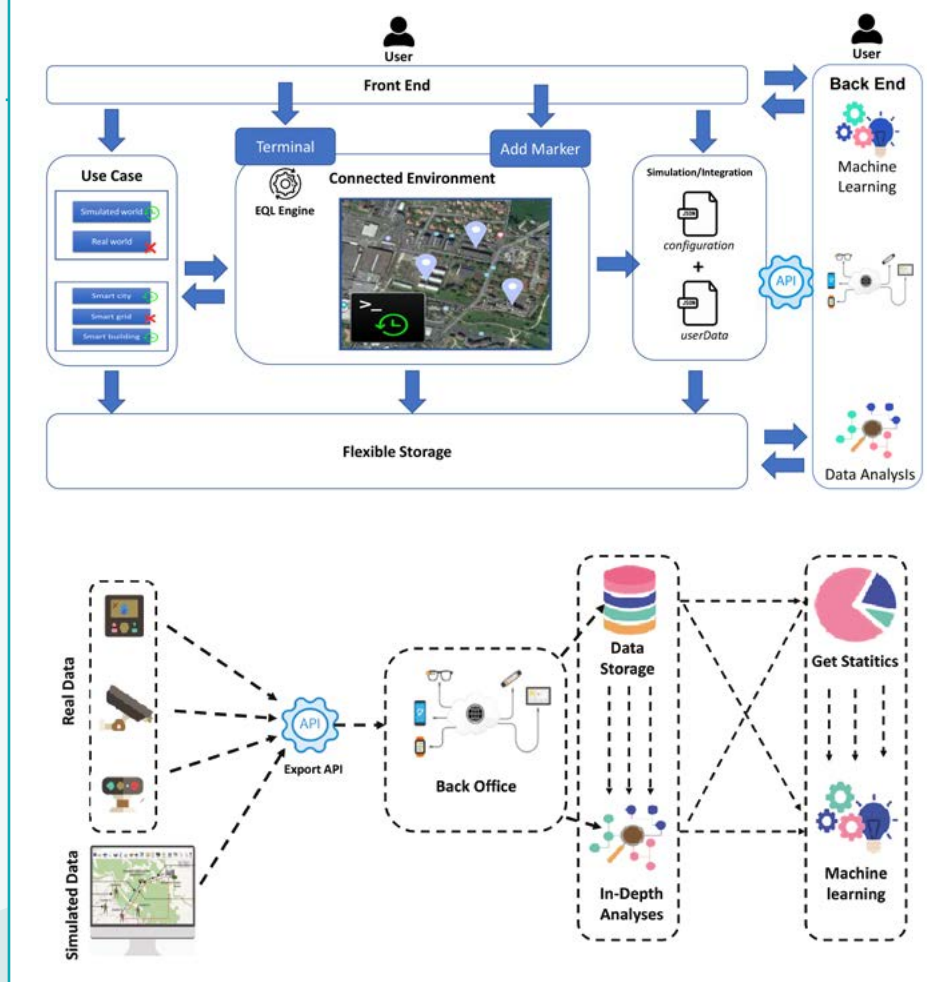 User
User
Front End
Back End
Terminal
Add Marker
Machine
Learning
Use Case
Connected Environment
Simulation/Integration
EQL Engine
Simulated world
Real world
JSON
configuration
+
API
Smart city
Smart grid
Smart building
>_
JSON
userData
Flexible Storage
Data AnalysIs
Real Data
Data
Storage
Get Statitics
API
Export API
Back Office
Simulated Data
In-Depth
Analyses
Machine
learning